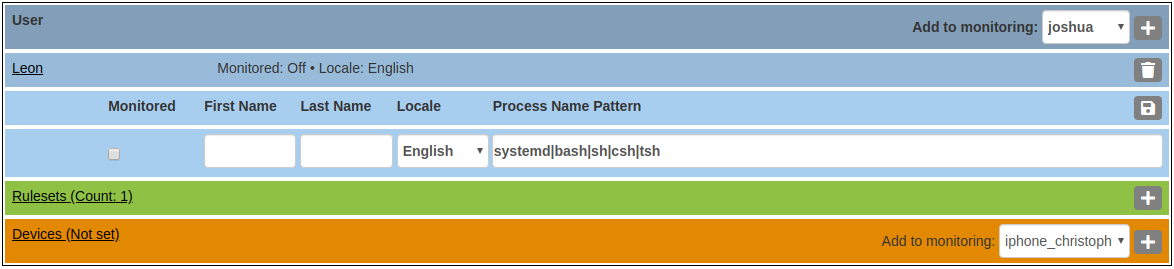 User Add to monitoring: joshua
Leon Monitored: Off • Locale: English
Monitored First Name Last Name Locale Process Name Pattern
English systemd|bash|sh|csh|tsh
Rulesets (Count: 1)
Devices (Not set) Add to monitoring: iphone_christoph